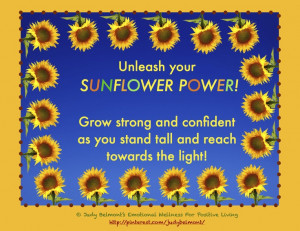 Unleash your
SUNFLOWER POWER!
Grow strong and confident
as you stand tall and reach
towards the light!
© Judy Belmont's Emotional Wellness For Positive Living
http://pinterest.com/judybelmont/